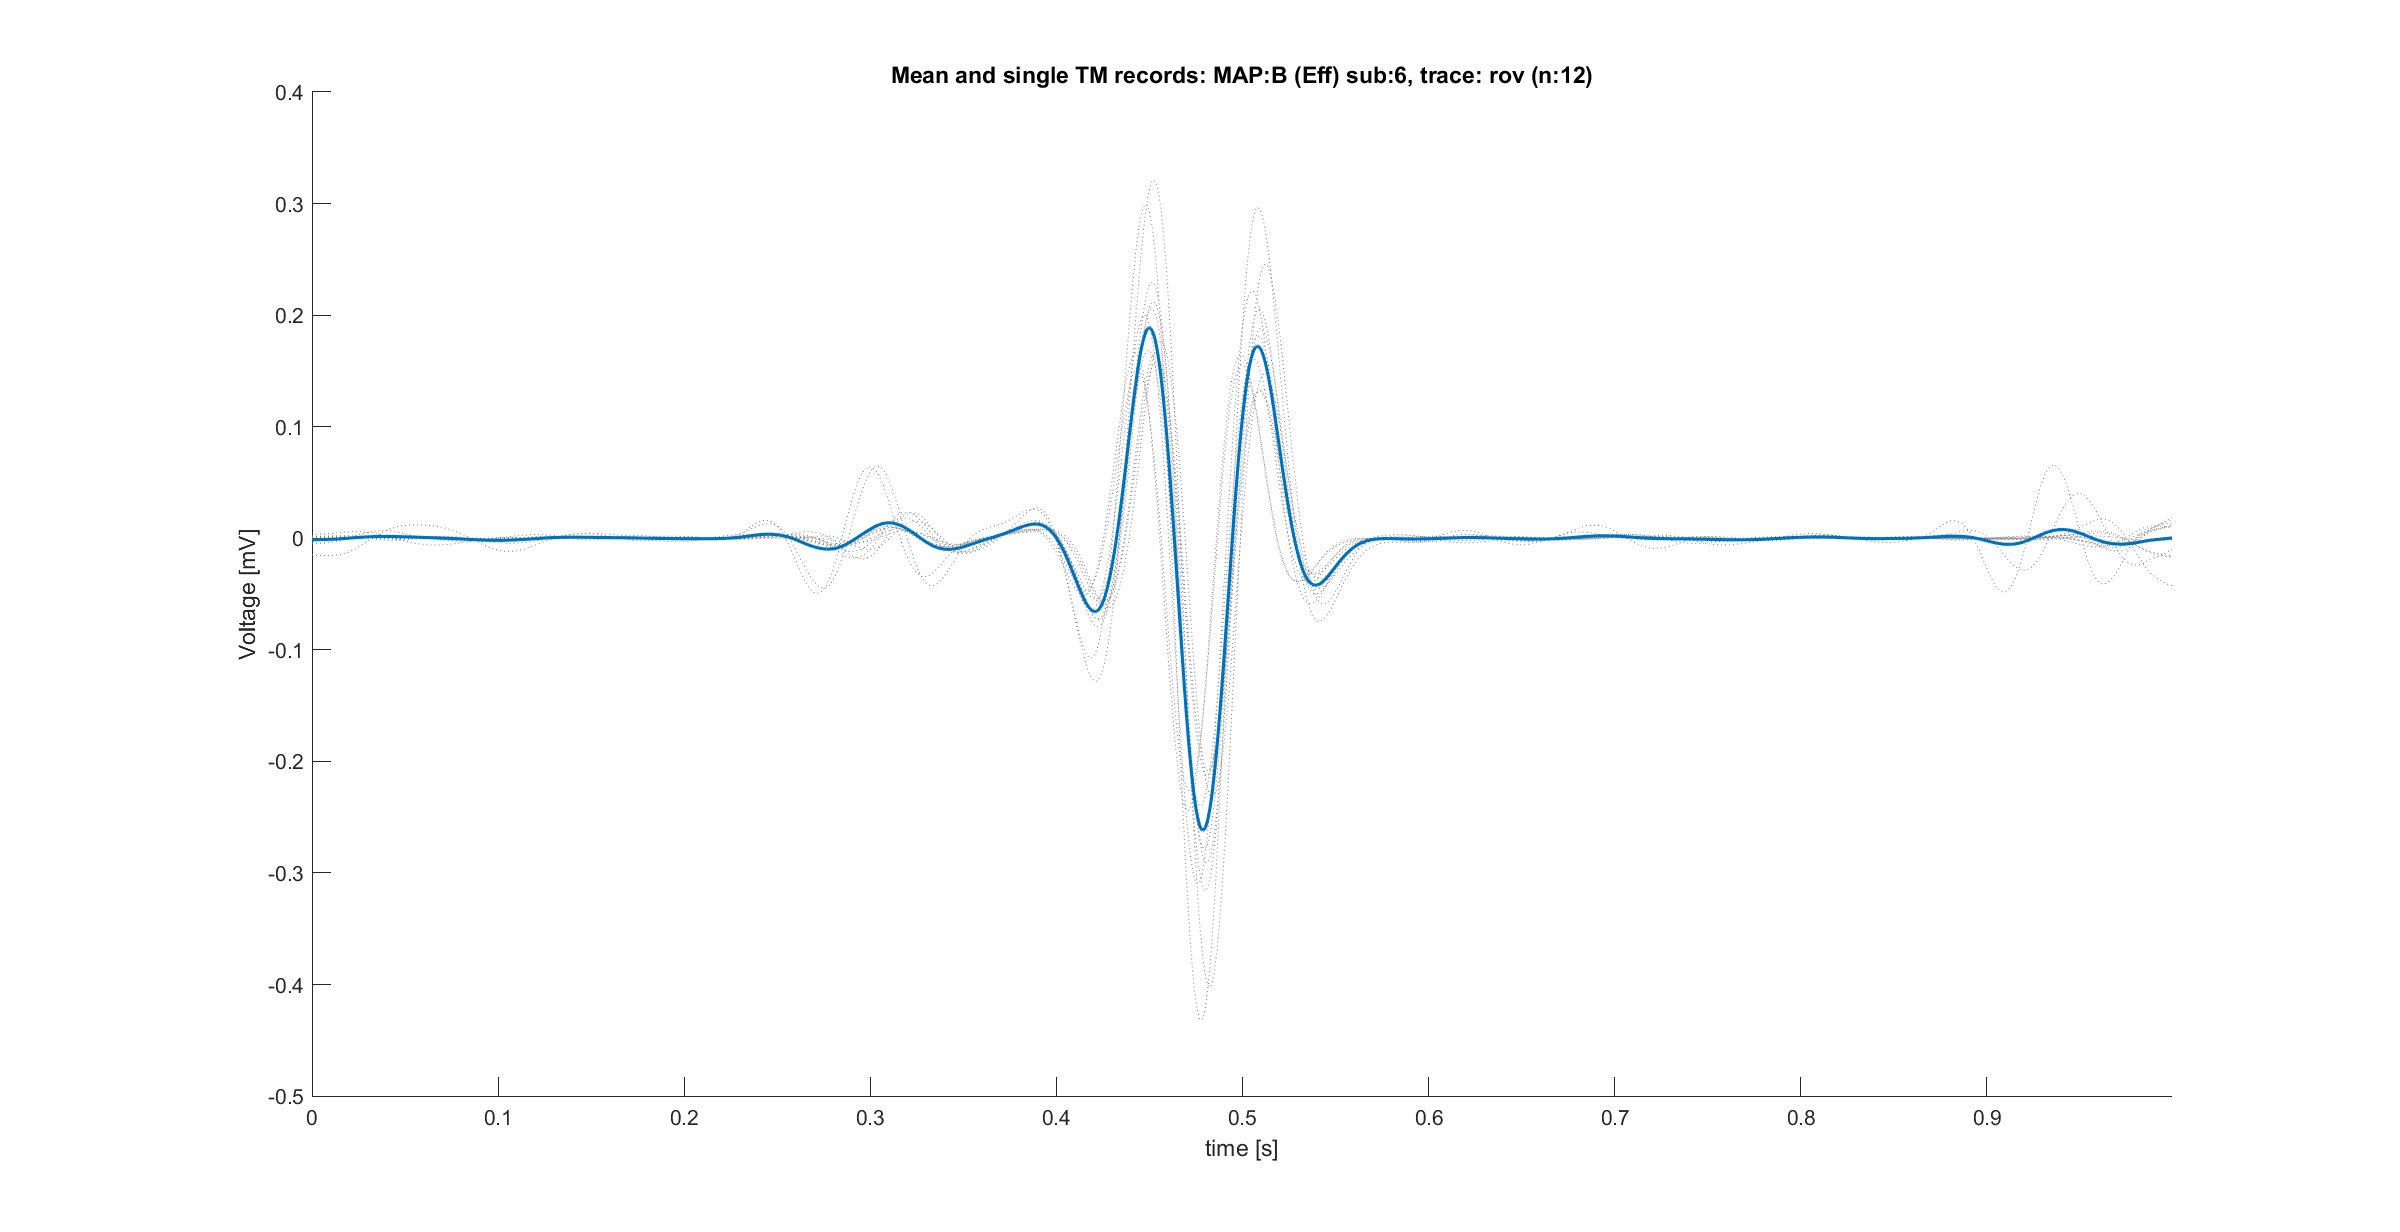 Mean and single TM records: MAP:B (Eff) sub:6, trace: rov (n:12)
0.4
0.3
0.2
0.1
0
-0.1
-0.2
-0.3
-0.4
-0.5
Voltage [mV]
0 0.1 0.2 0.3 0.4 0.5 0.6 0.7 0.8 0.9
time [s]